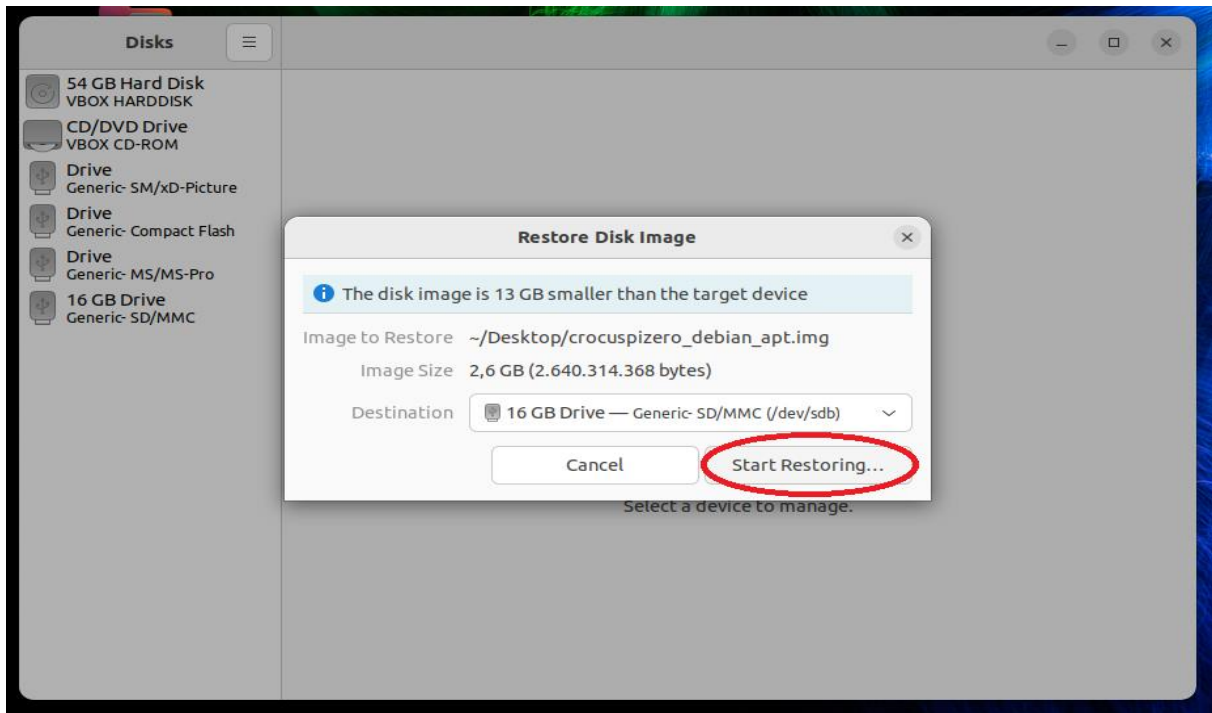 Disks
54 GB Hard Disk
VBOX HARDDISK
CD/DVD Drive
VBOX CD-ROM
Drive
Generic- SM/xD-Picture
Drive
Generic- Compact Flash
Drive
Generic- MS/MS-Pro
16 GB Drive
Generic- SD/MMC
Restore Disk Image
The disk image is 13 GB smaller than the target device
Image to Restore ~/Desktop/crocuspizero_debian_apt.img
Image Size 2,6 GB (2.640.314.368 bytes)
Destination 16 GB Drive — Generic- SD/MMC (/dev/sdb)
Cancel Start Restoring...
Select a device to manage.